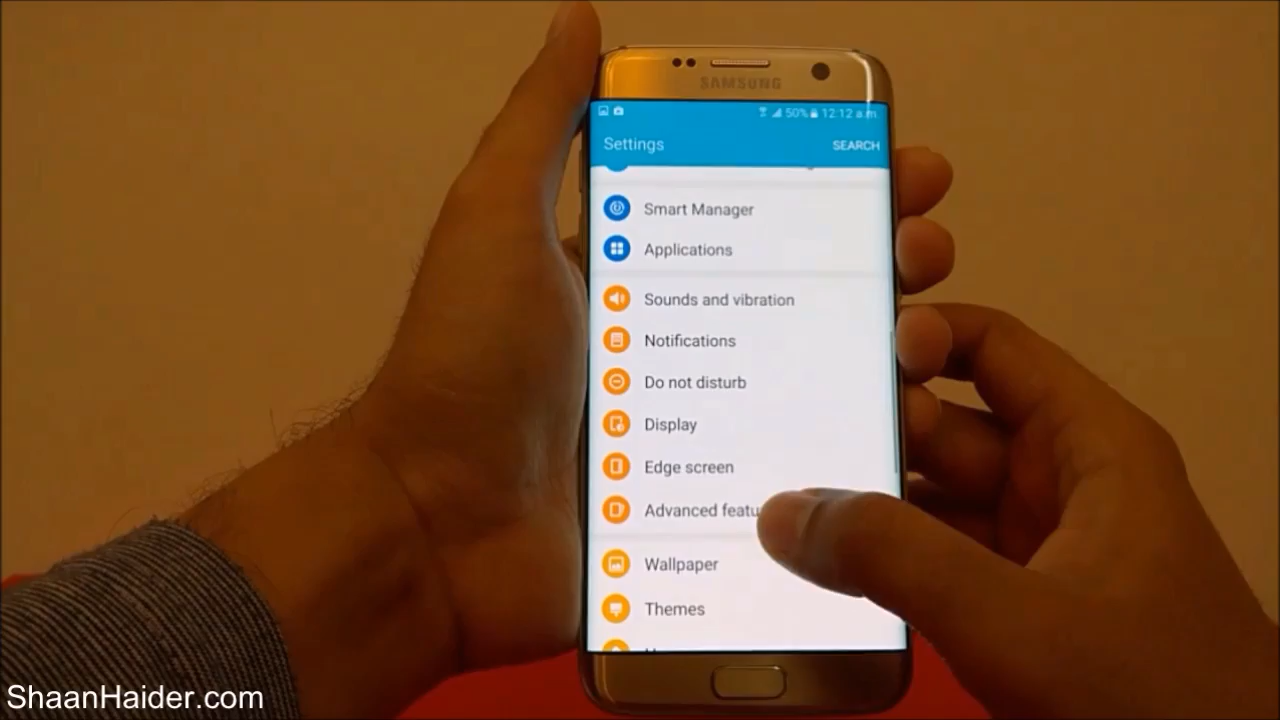 SAMSUNG
50% 12:12 a.m.
Settings
SEARCH
Smart Manager
Applications
Sounds and vibration
Notifications
Do not disturb
Display
Edge screen
Advanced featu
Wallpaper
Themes
ShaanHaider.com